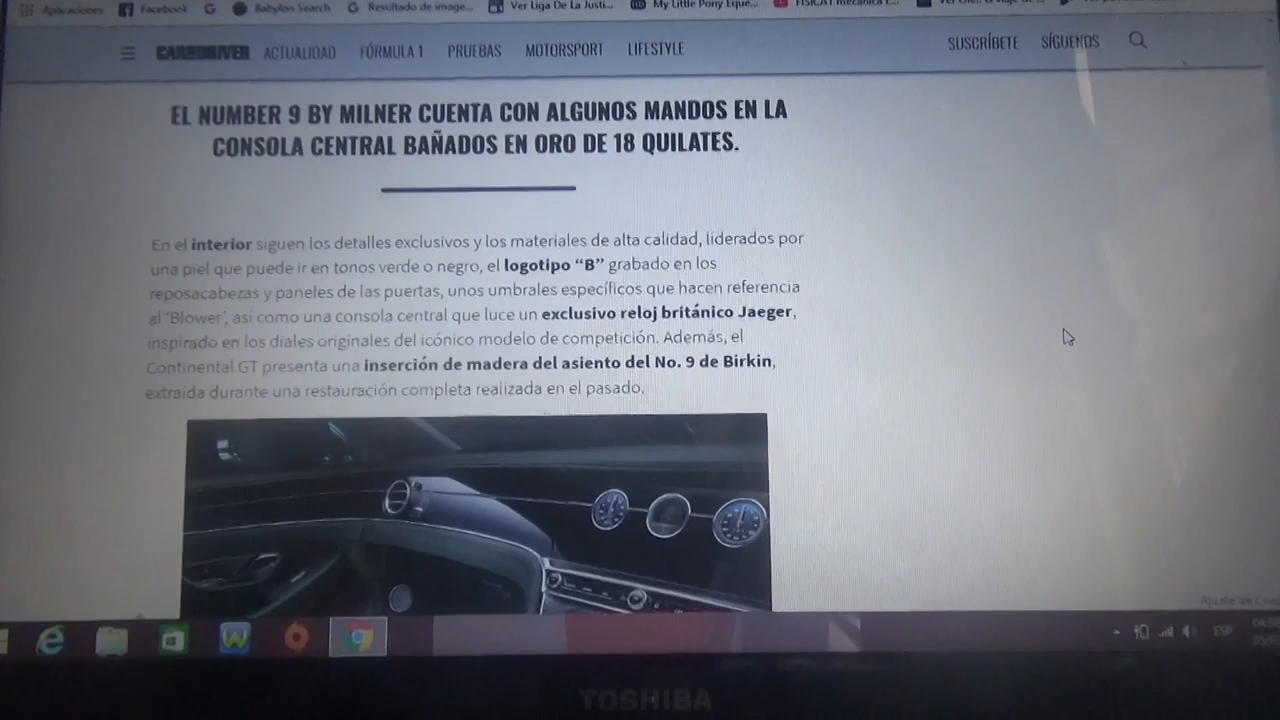 Aplicaciones Facebook Babylon Search Resultado de image... Ver Liga De La Justi... My Little Pony Eque...
CARANDDRIVER ACTUALIDAD FÓRMULA 1 PRUEBAS MOTORSPORT LIFESTYLE SUSCRÍBETE SÍGUENOS
EL NUMBER 9 BY MILNER CUENTA CON ALGUNOS MANDOS EN LA
CONSOLA CENTRAL BAÑADOS EN ORO DE 18 QUILATES.
En el interior siguen los detalles exclusivos y los materiales de alta calidad, liderados por
una piel que puede ir en tonos verde o negro, el logotipo “B” grabado en los
reposacabezas y paneles de las puertas, unos umbrales específicos que hacen referencia
al ‘Blower’, así como una consola central que luce un exclusivo reloj británico Jaeger,
inspirado en los diales originales del icónico modelo de competición. Además, el
Continental GT presenta una inserción de madera del asiento del No. 9 de Birkin,
extraída durante una restauración completa realizada en el pasado.
ESP
TOSHIBA